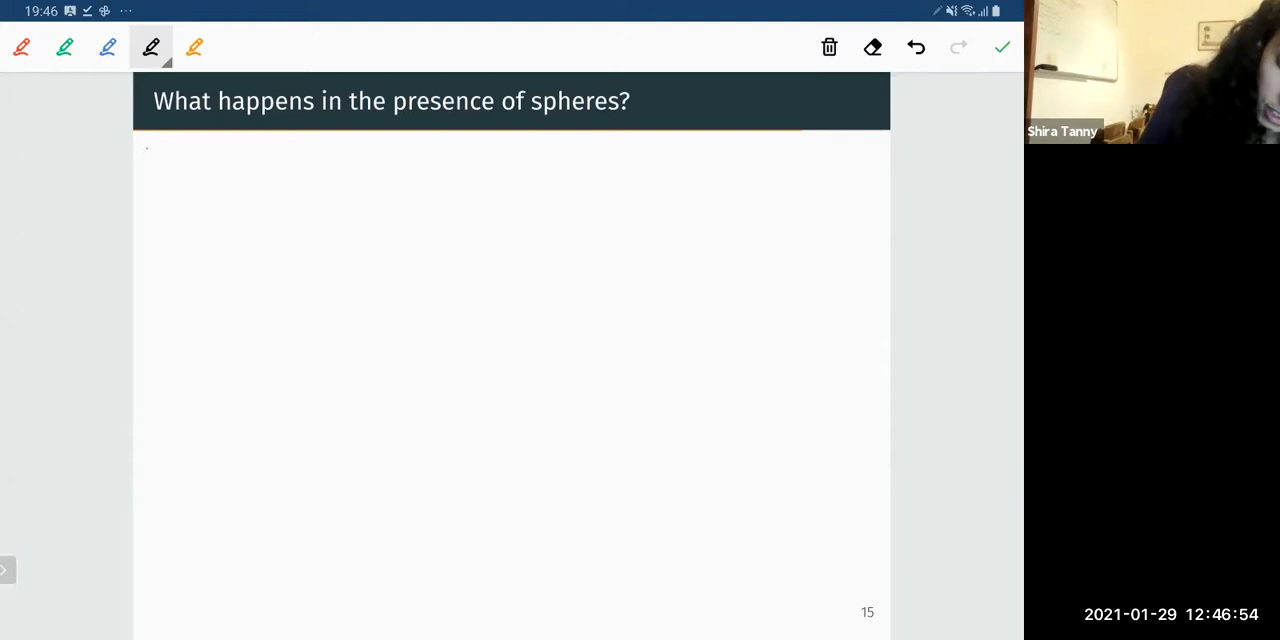 19:46 ...
What happens in the presence of spheres?
Shira Tanny
15
2021-01-29 12:46:54